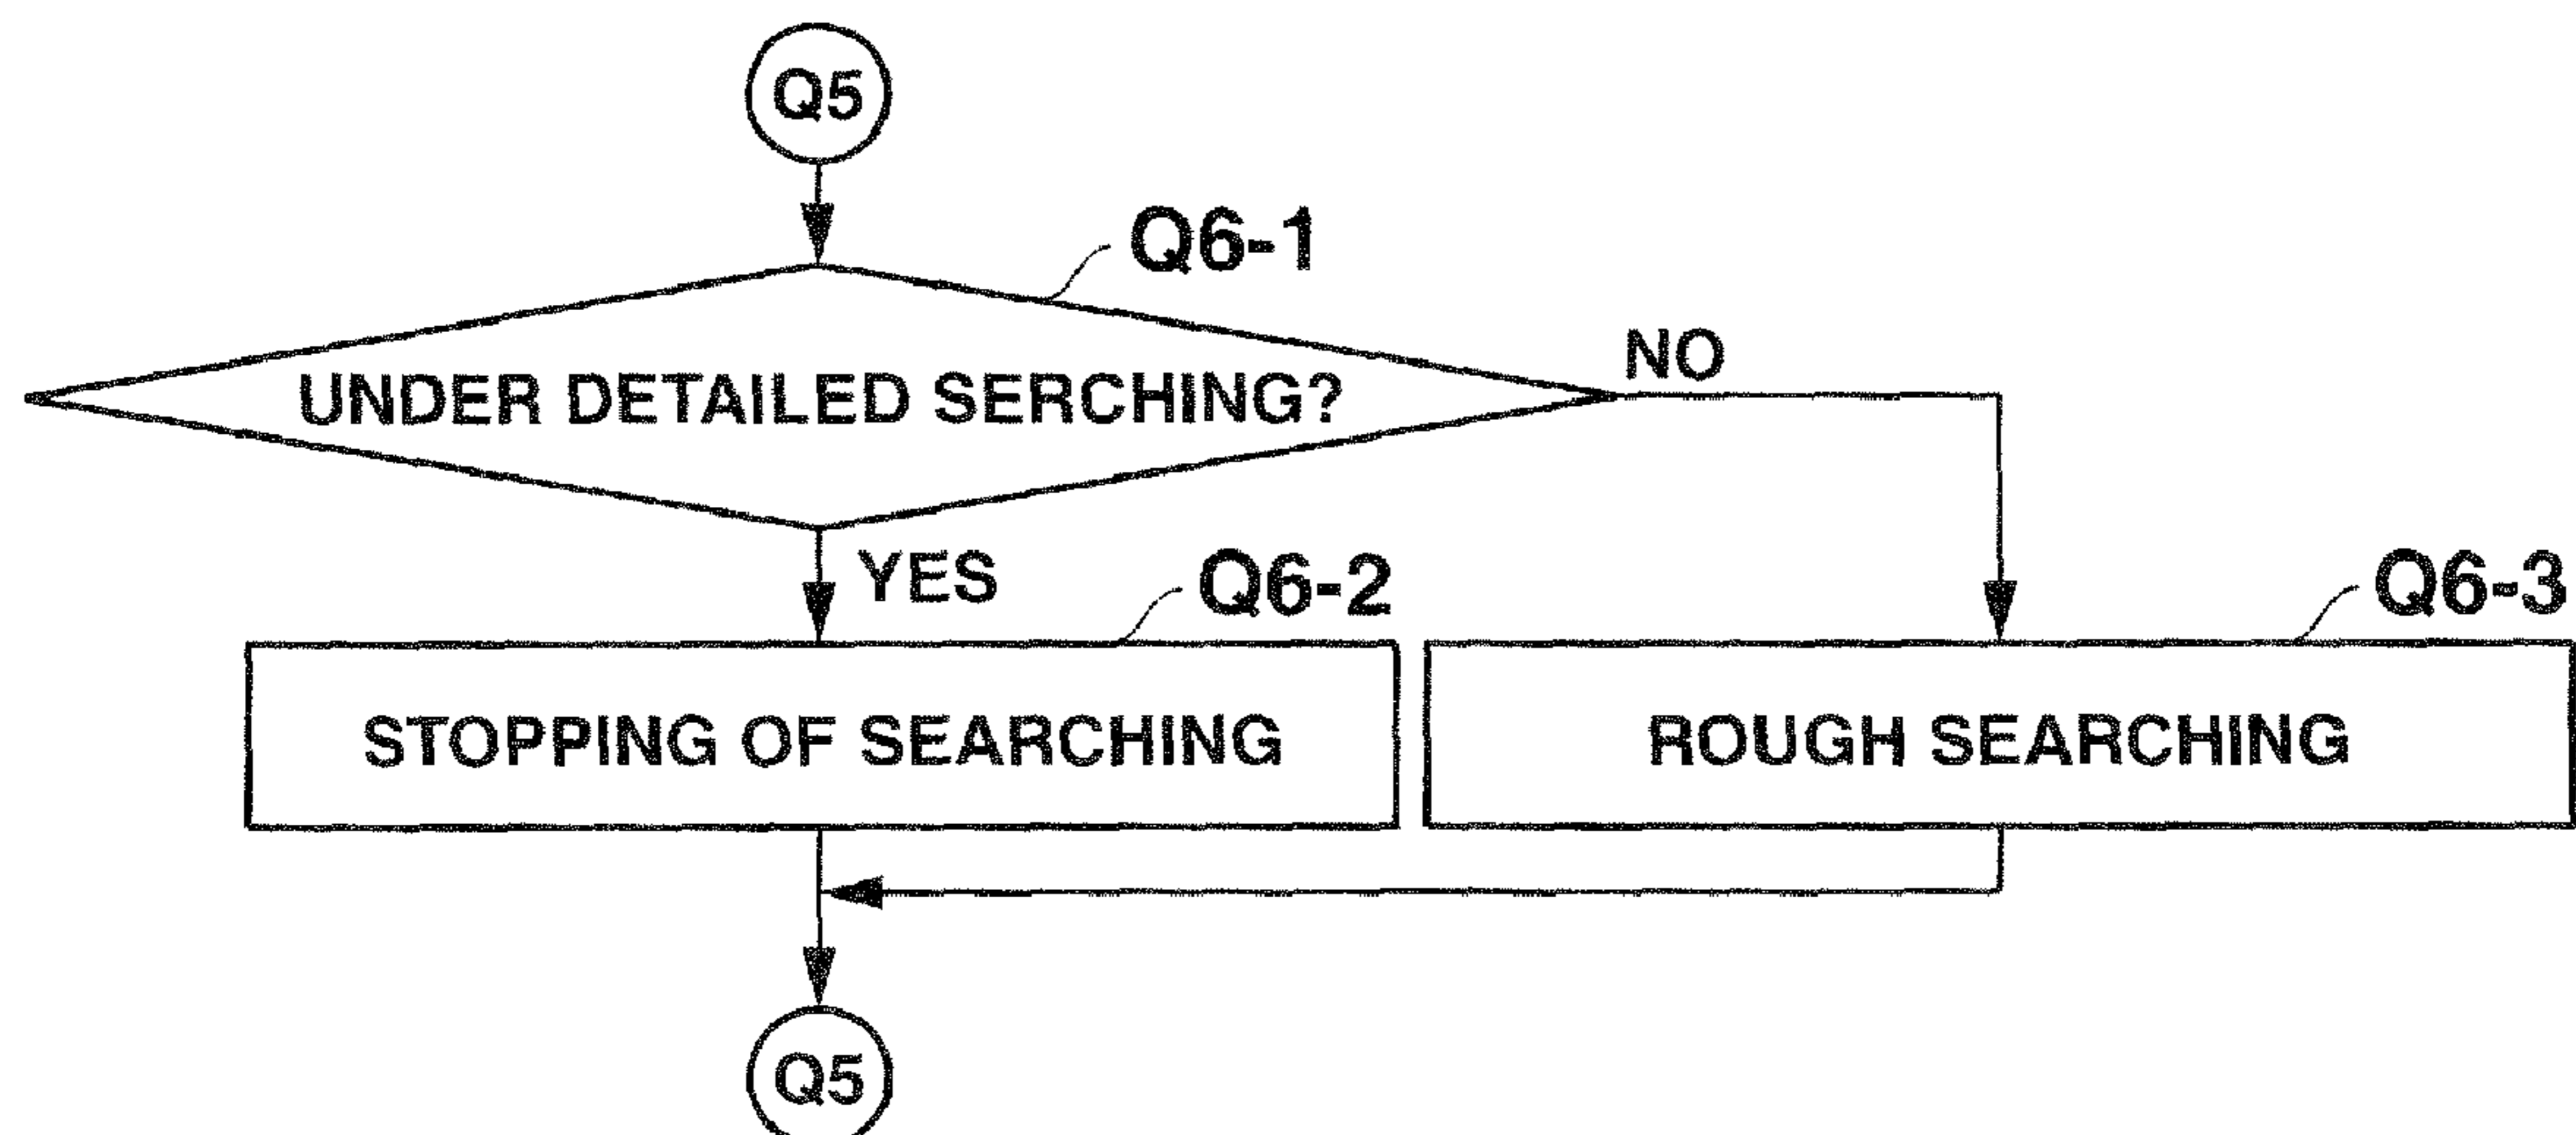 Q5
Q6-1
UNDER DETAILED SERCHING?
NO
YES
Q6-2
Q6-3
STOPPING OF SEARCHING
ROUGH SEARCHING
Q5